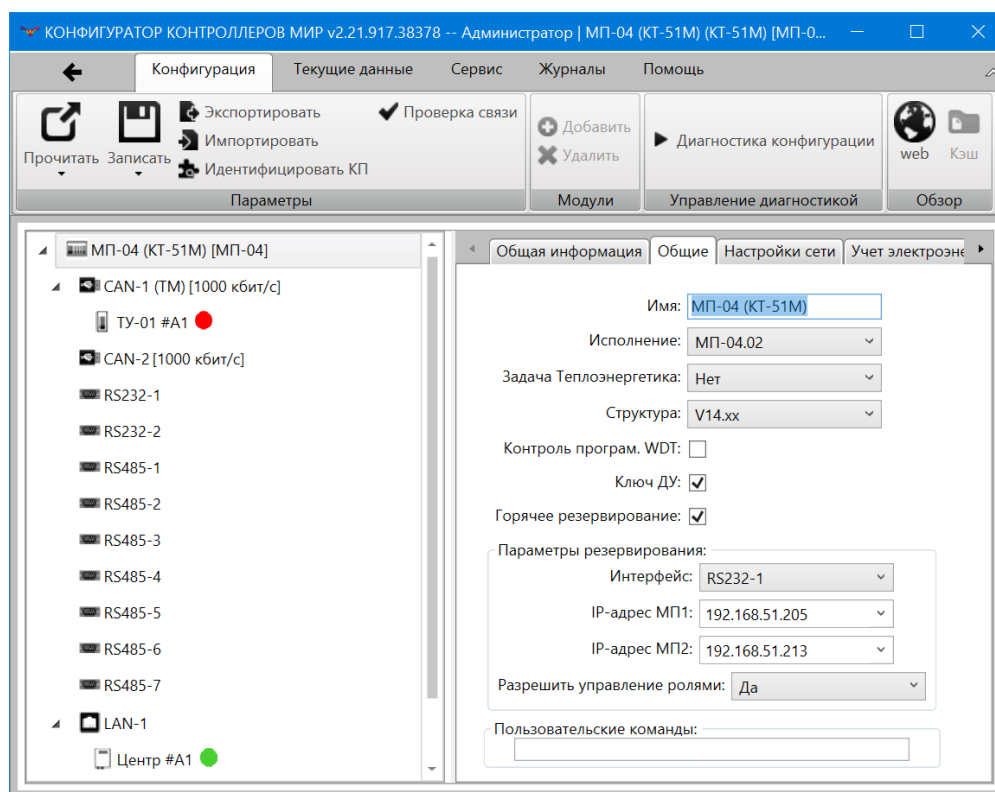 КОНФИГУРАТОР КОНТРОЛЛЕРОВ МИР v2.21.917.38378 -- Администратор | МП-04 (КТ-51М) (КТ-51М) [МП-0...
Конфигурация Текущие данные Сервис Журналы Помощь
Прочитать Записать
Экспортировать
Импортировать
Идентифицировать КП
Проверка связи
Параметры
Добавить
Удалить
Модули
Диагностика конфигурации
Управление диагностикой
web Кэш
Обзор
МП-04 (КТ-51М) [МП-04]
CAN-1 (ТМ) [1000 кбит/с]
ТУ-01 #A1
CAN-2 [1000 кбит/с]
RS232-1
RS232-2
RS485-1
RS485-2
RS485-3
RS485-4
RS485-5
RS485-6
RS485-7
LAN-1
Центр #A1
Общая информация Общие Настройки сети Учет электроэне
Имя: МП-04 (КТ-51М)
Исполнение: МП-04.02
Задача Теплоэнергетика: Нет
Структура: V14.xx
Контроль програм. WDT:
Ключ ДУ:
Горячее резервирование:
Параметры резервирования:
Интерфейс: RS232-1
IP-адрес МП1: 192.168.51.205
IP-адрес МП2: 192.168.51.213
Разрешить управление ролями: Да
Пользовательские команды: